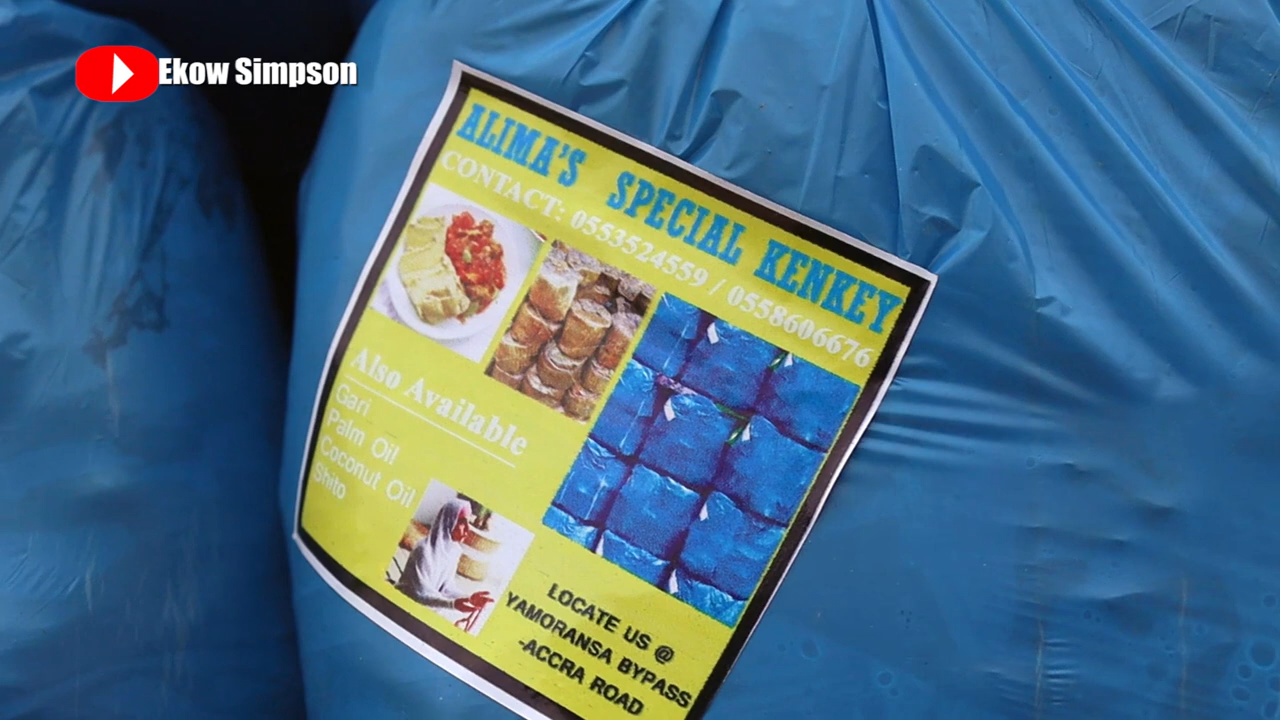 Ekow Simpson
ALIMA'S SPECIAL KENKEY
CONTACT: 0553524559 / 0558606676
Also Available
Gari
Palm Oil
Coconut Oil
Shito
LOCATE US @
YAMORANSA BYPASS
-ACCRA ROAD